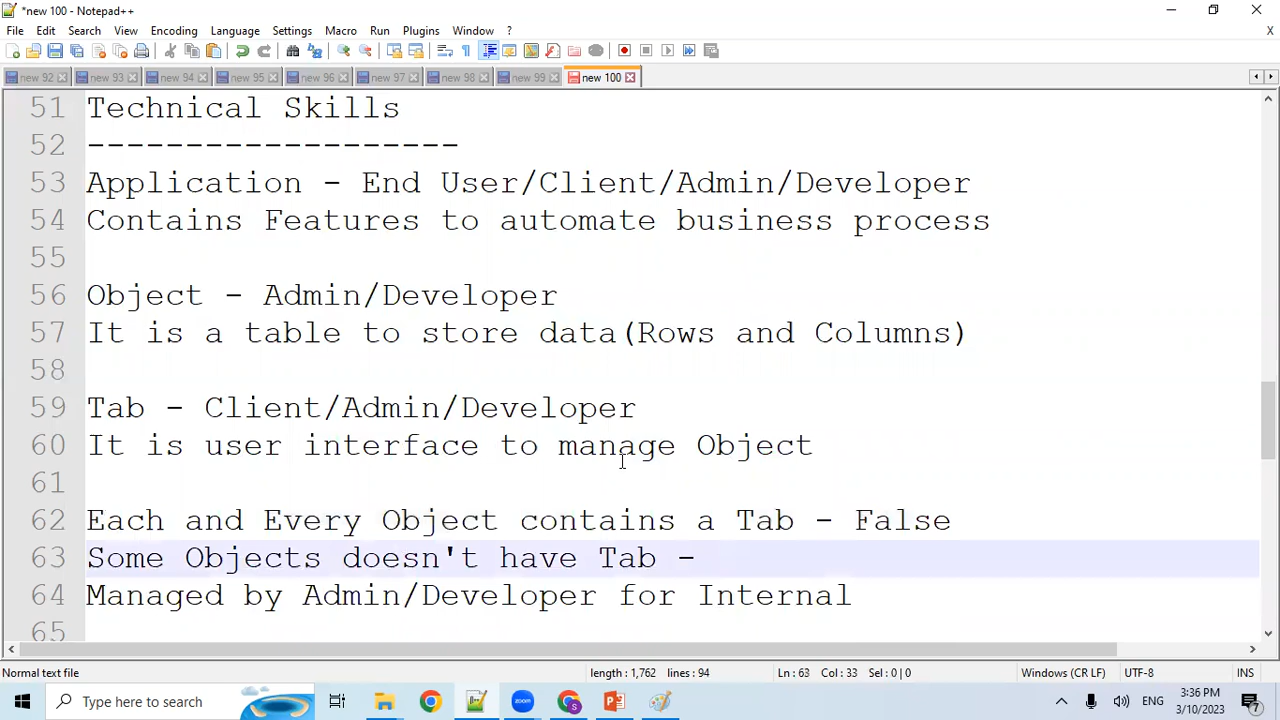 *new 100 - Notepad++
File Edit Search View Encoding Language Settings Macro Run Plugins Window ? X
new 92 new 93 new 94 new 95 new 96 new 97 new 98 new 99 new 100
51 Technical Skills
52 -------------------
53 Application - End User/Client/Admin/Developer
54 Contains Features to automate business process
55
56 Object - Admin/Developer
57 It is a table to store data(Rows and Columns)
58
59 Tab - Client/Admin/Developer
60 It is user interface to manage Object
61
62 Each and Every Object contains a Tab - False
63 Some Objects doesn't have Tab -
64 Managed by Admin/Developer for Internal
65
Normal text file length : 1,762 lines : 94 Ln : 63 Col : 33 Sel : 0 | 0 Windows (CR LF) UTF-8 INS
Type here to search zoom ENG 3:36 PM
3/10/2023 7